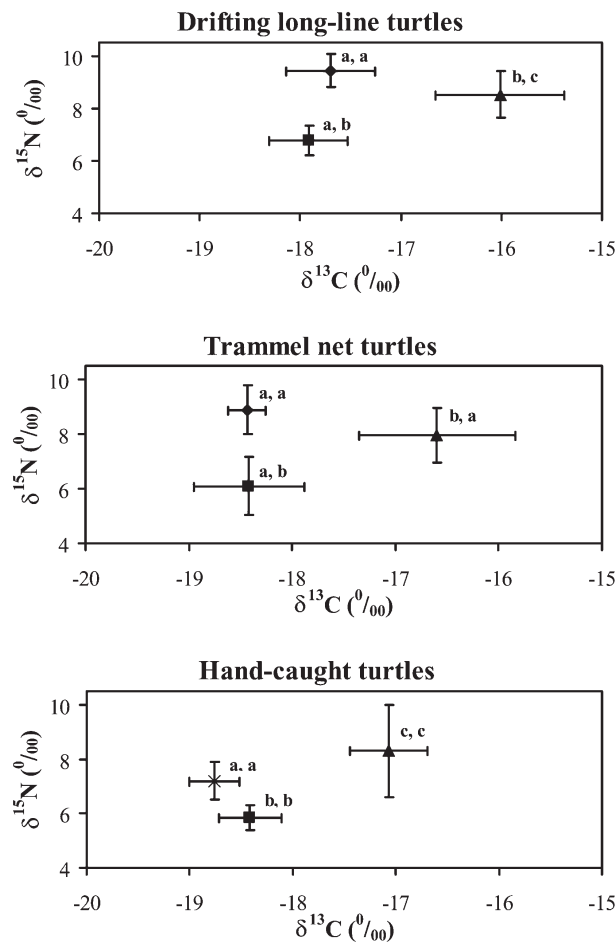 Drifting long-line turtles
10
8
6
4
δ15N (0/00)
a, a
b, c
a, b
-20 -19 -18 -17 -16 -15
δ13C (0/00)
Trammel net turtles
10
8
6
4
δ15N (0/00)
a, a
b, a
a, b
-20 -19 -18 -17 -16 -15
δ13C (0/00)
Hand-caught turtles
10
8
6
4
δ15N (0/00)
c, c
a, a
b, b
-20 -19 -18 -17 -16 -15
δ13C (0/00)